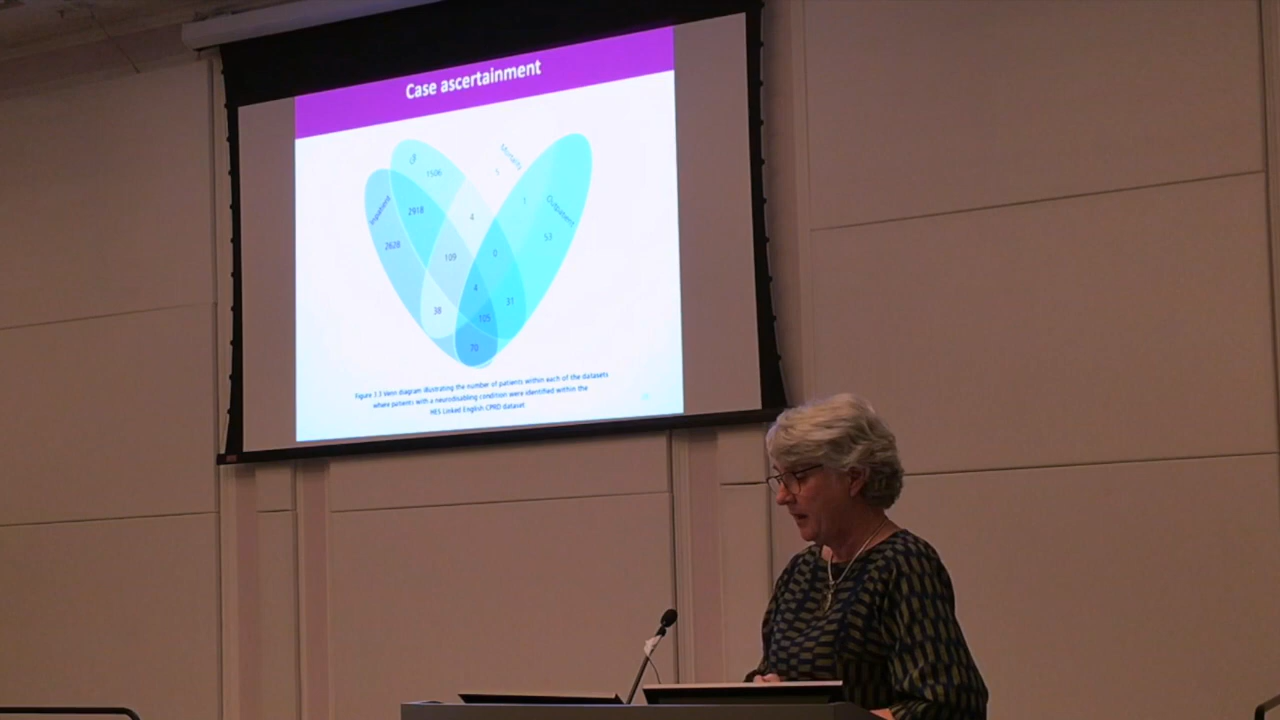 Case ascertainment
GP
Mortality
1506
5
Inpatient
2918
4
1
Outpatient
2628
109
0
53
4
38
105
31
70
Figure 3.3 Venn diagram illustrating the number of patients within each of the datasets
where patients with a neurodisabling condition were identified within the
HES Linked English CPRD dataset